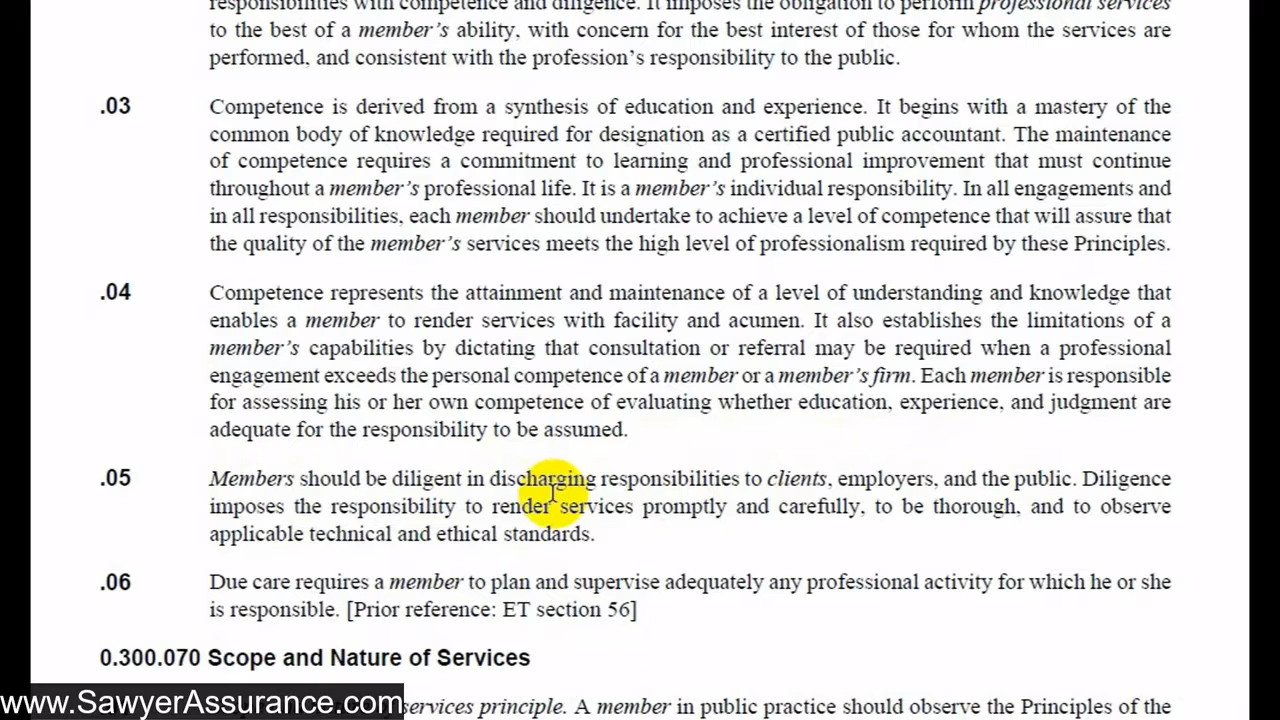 responsibilities with competence and diligence. It imposes the obligation to perform professional services
to the best of a member’s ability, with concern for the best interest of those for whom the services are
performed, and consistent with the profession’s responsibility to the public.
.03 Competence is derived from a synthesis of education and experience. It begins with a mastery of the
common body of knowledge required for designation as a certified public accountant. The maintenance
of competence requires a commitment to learning and professional improvement that must continue
throughout a member’s professional life. It is a member’s individual responsibility. In all engagements and
in all responsibilities, each member should undertake to achieve a level of competence that will assure that
the quality of the member’s services meets the high level of professionalism required by these Principles.
.04 Competence represents the attainment and maintenance of a level of understanding and knowledge that
enables a member to render services with facility and acumen. It also establishes the limitations of a
member’s capabilities by dictating that consultation or referral may be required when a professional
engagement exceeds the personal competence of a member or a member’s firm. Each member is responsible
for assessing his or her own competence of evaluating whether education, experience, and judgment are
adequate for the responsibility to be assumed.
.05 Members should be diligent in discharging responsibilities to clients, employers, and the public. Diligence
imposes the responsibility to render services promptly and carefully, to be thorough, and to observe
applicable technical and ethical standards.
.06 Due care requires a member to plan and supervise adequately any professional activity for which he or she
is responsible. [Prior reference: ET section 56]
0.300.070 Scope and Nature of Services
services principle. A member in public practice should observe the Principles of the
www.SawyerAssurance.com